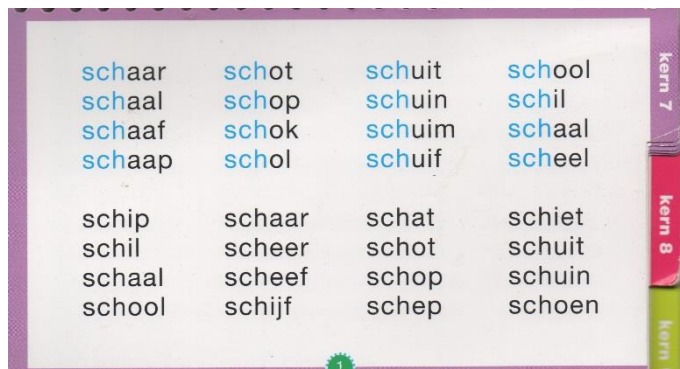 schaar schot schuit school
schaal schop schuin schil
schaaf schok schuim schaal
schaap schol schuif scheel
schip schaar schat schiet
schil scheer schot schuit
schaal scheef schop schuin
school schijf schep schoen
1
kern 7
kern 8
kern